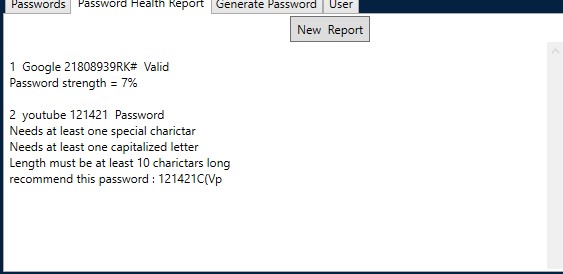 Passwords Password Health Report Generate Password User
New Report
1 Google 21808939RK# Valid
Password strength = 7%
2 youtube 121421 Password
Needs at least one special charictar
Needs at least one capitalized letter
Length must be at least 10 charictars long
recommend this password : 121421C(Vp